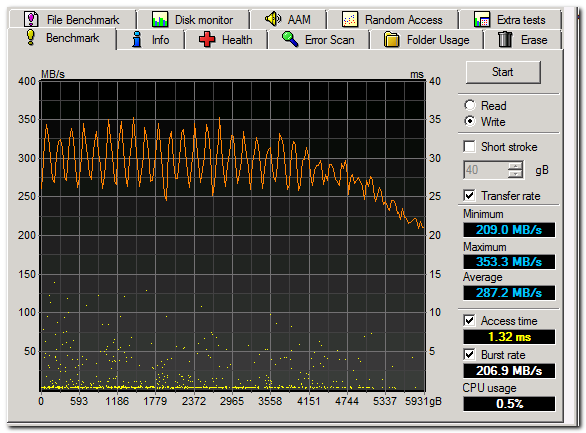 File Benchmark Disk monitor AAM Random Access Extra tests
Benchmark Info Health Error Scan Folder Usage Erase
MB/s ms
400 40
350 35
300 30
250 25
200 20
150 15
100 10
50 5
0 593 1186 1779 2372 2965 3558 4151 4744 5337 5931gB
Start
Read
Write
Short stroke
40 gB
Transfer rate
Minimum
209.0 MB/s
Maximum
353.3 MB/s
Average
287.2 MB/s
Access time
1.32 ms
Burst rate
206.9 MB/s
CPU usage
0.5%